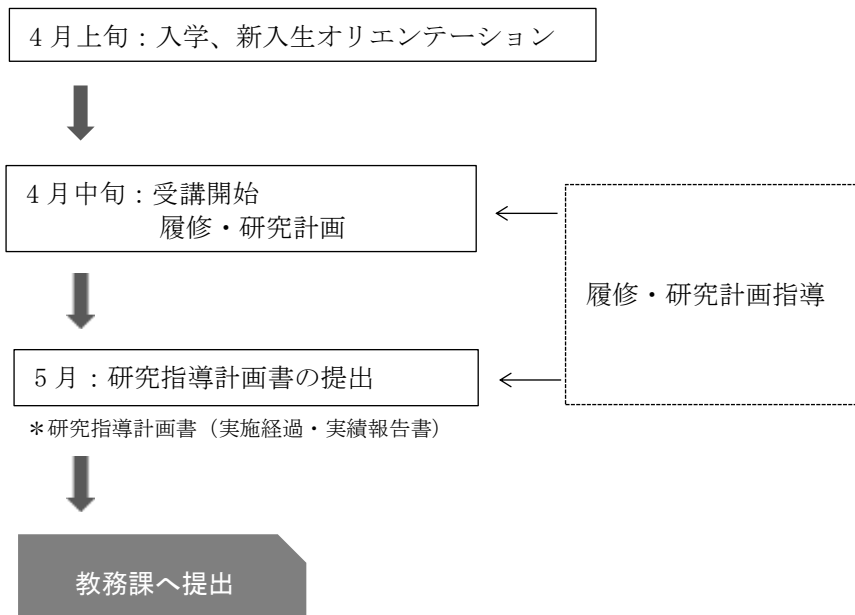 4月上旬：入学、新入生オリエンテーション
4月中旬：受講開始
履修・研究計画
履修・研究計画指導
5月：研究指導計画書の提出
＊研究指導計画書（実施経過・実績報告書）
教務課へ提出